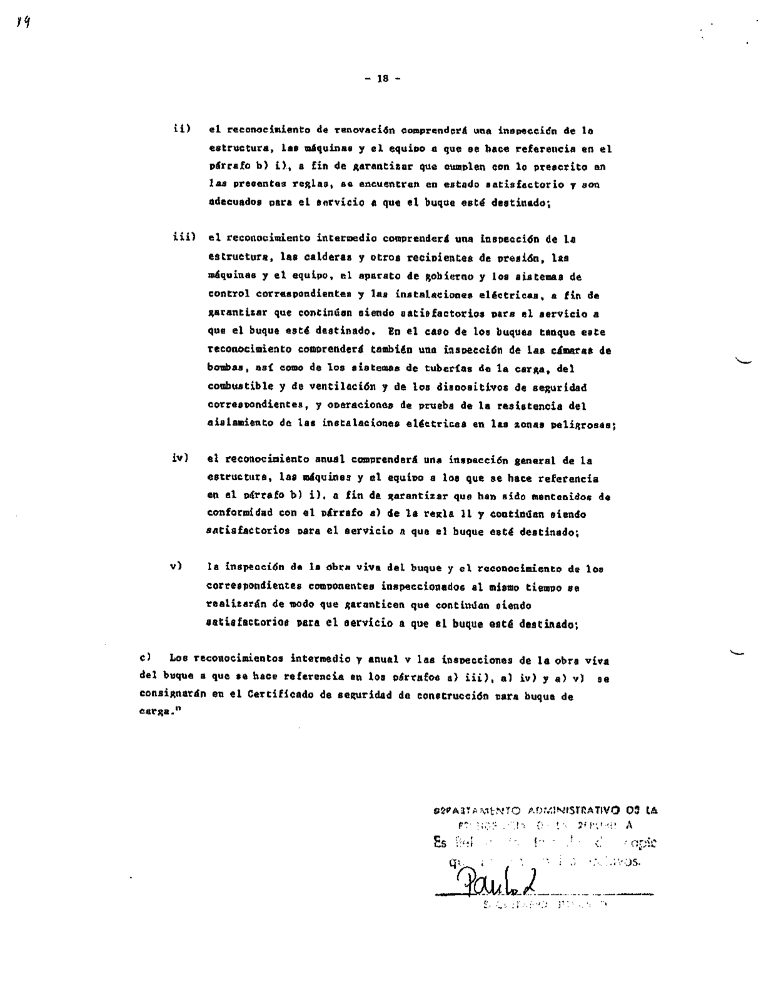 19
- 18 -
ii) el reconocimiento de renovación comprenderá una inspección de la
estructura, las máquinas y el equipo a que se hace referencia en el
párrafo b) i), a fin de garantizar que cumplen con lo prescrito en
las presentes reglas, se encuentran en estado satisfactorio y son
adecuados para el servicio a que el buque esté destinado;
iii) el reconocimiento intermedio comprenderá una inspección de la
estructura, las calderas y otros recipientes de presión, las
máquinas y el equipo, el aparato de gobierno y los sistemas de
control correspondientes y las instalaciones eléctricas, a fin de
garantizar que continúan siendo satisfactorios para el servicio a
que el buque esté destinado. En el caso de los buques tanque este
reconocimiento comprenderá también una inspección de las cámaras de
bombas, así como de los sistemas de tuberías de la carga, del
combustible y de ventilación y de los dispositivos de seguridad
correspondientes, y operaciones de prueba de la resistencia del
aislamiento de las instalaciones eléctricas en las zonas peligrosas;
iv) el reconocimiento anual comprenderá una inspección general de la
estructura, las máquinas y el equipo a los que se hace referencia
en el párrafo b) i), a fin de garantizar que han sido mantenidos de
conformidad con el párrafo a) de la regla 11 y continúan siendo
satisfactorios para el servicio a que el buque esté destinado;
v) la inspección de la obra viva del buque y el reconocimiento de los
correspondientes componentes inspeccionados al mismo tiempo se
realizarán de modo que garanticen que continúan siendo
satisfactorios para el servicio a que el buque esté destinado;
c) Los reconocimientos intermedio y anual y las inspecciones de la obra viva
del buque a que se hace referencia en los párrafos a) iii), a) iv) y a) v) se
consignarán en el Certificado de seguridad de construcción para buque de
carga."
DEPARTAMENTO ADMINISTRATIVO DE LA
Es